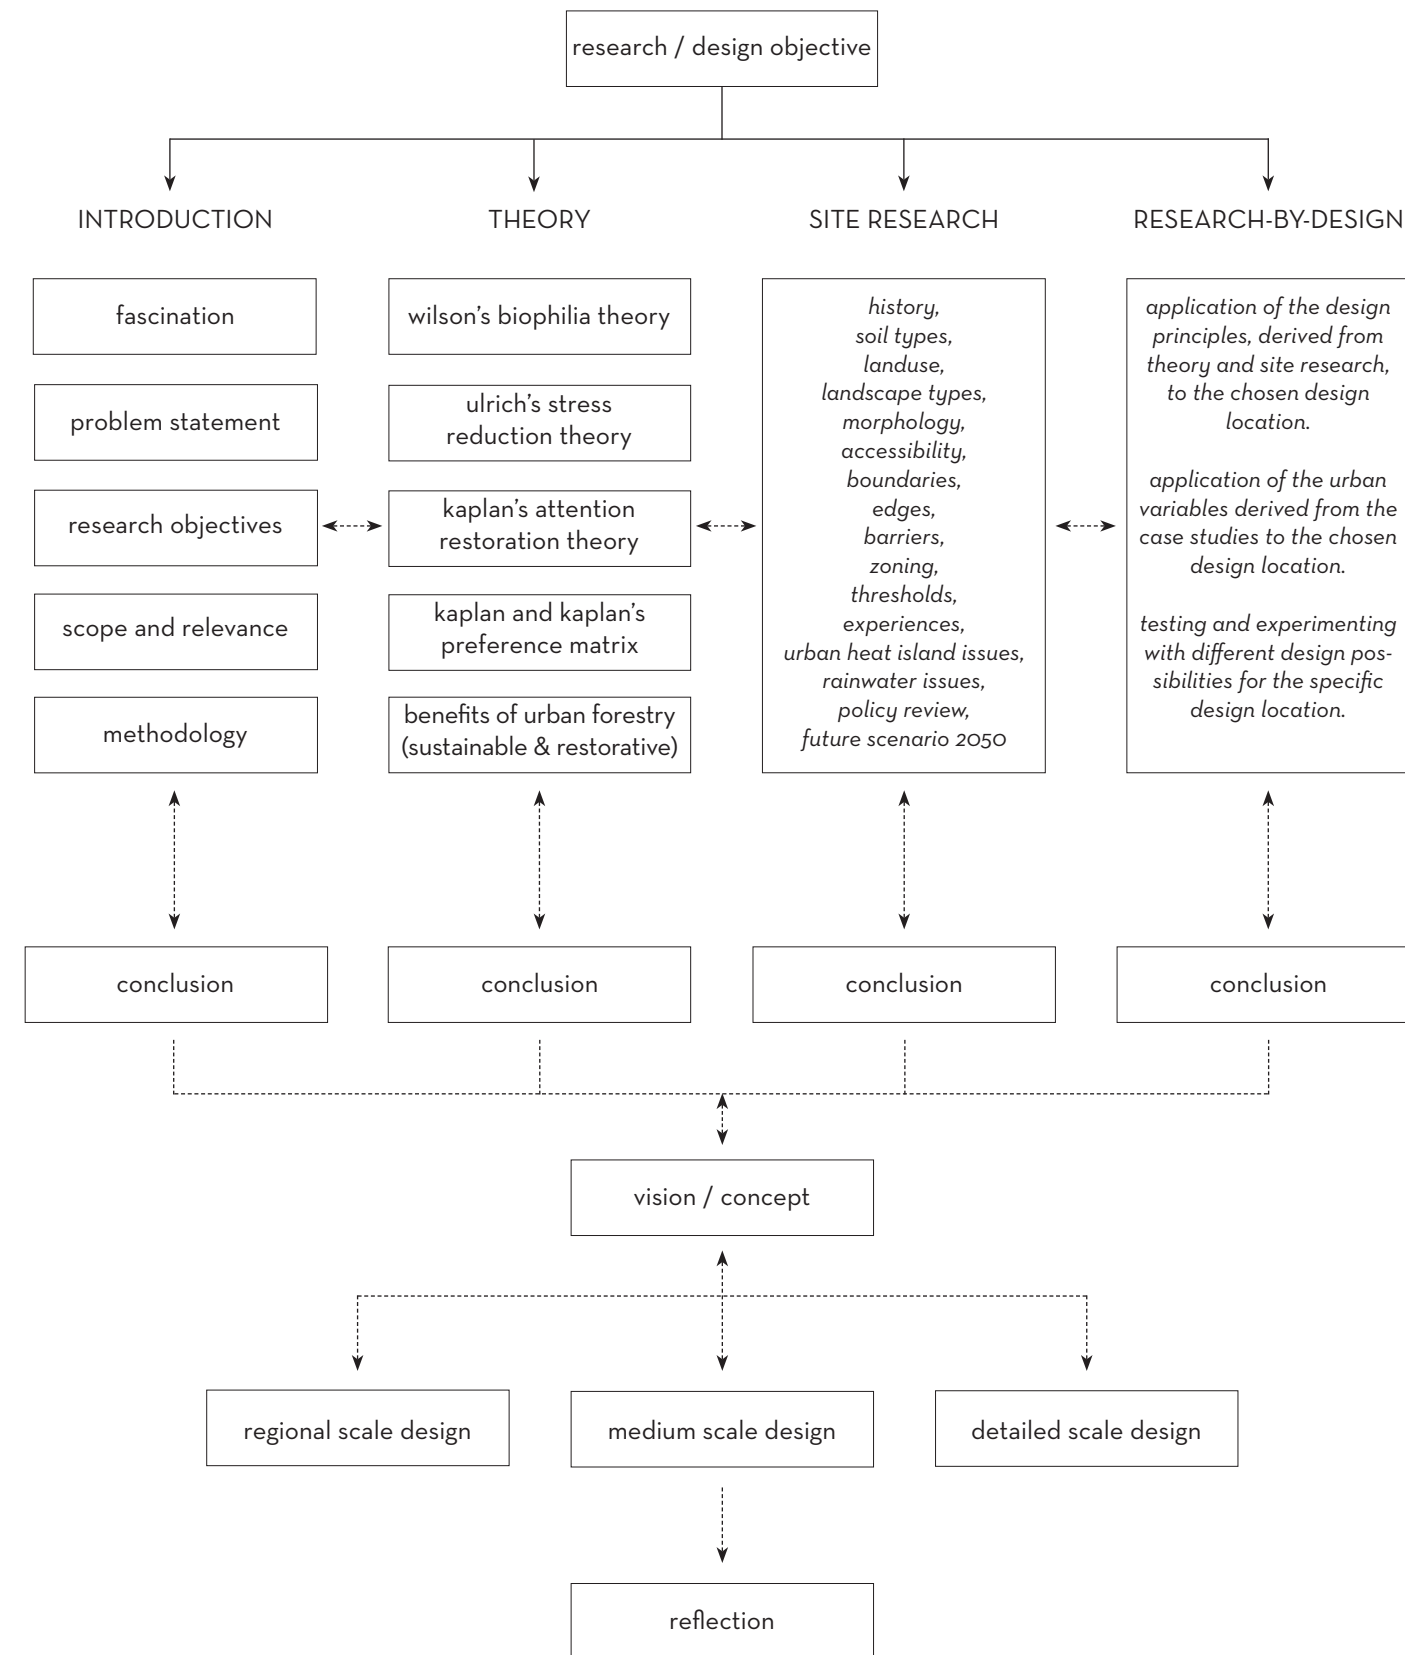 research / design objective
INTRODUCTION
THEORY
SITE RESEARCH
RESEARCH-BY-DESIGN
fascination
problem statement
research objectives
scope and relevance
methodology
wilson's biophilia theory
ulrich's stress
reduction theory
kaplan's attention
restoration theory
kaplan and kaplan's
preference matrix
benefits of urban forestry
(sustainable & restorative)
history,
soil types,
landuse,
landscape types,
morphology,
accessibility,
boundaries,
edges,
barriers,
zoning,
thresholds,
experiences,
urban heat island issues,
rainwater issues,
policy review,
future scenario 2050
application of the design
principles, derived from
theory and site research,
to the chosen design
location.
application of the urban
variables derived from the
case studies to the chosen
design location.
testing and experimenting
with different design pos-
sibilities for the specific
design location.
conclusion
conclusion
conclusion
conclusion
vision / concept
regional scale design
medium scale design
detailed scale design
reflection